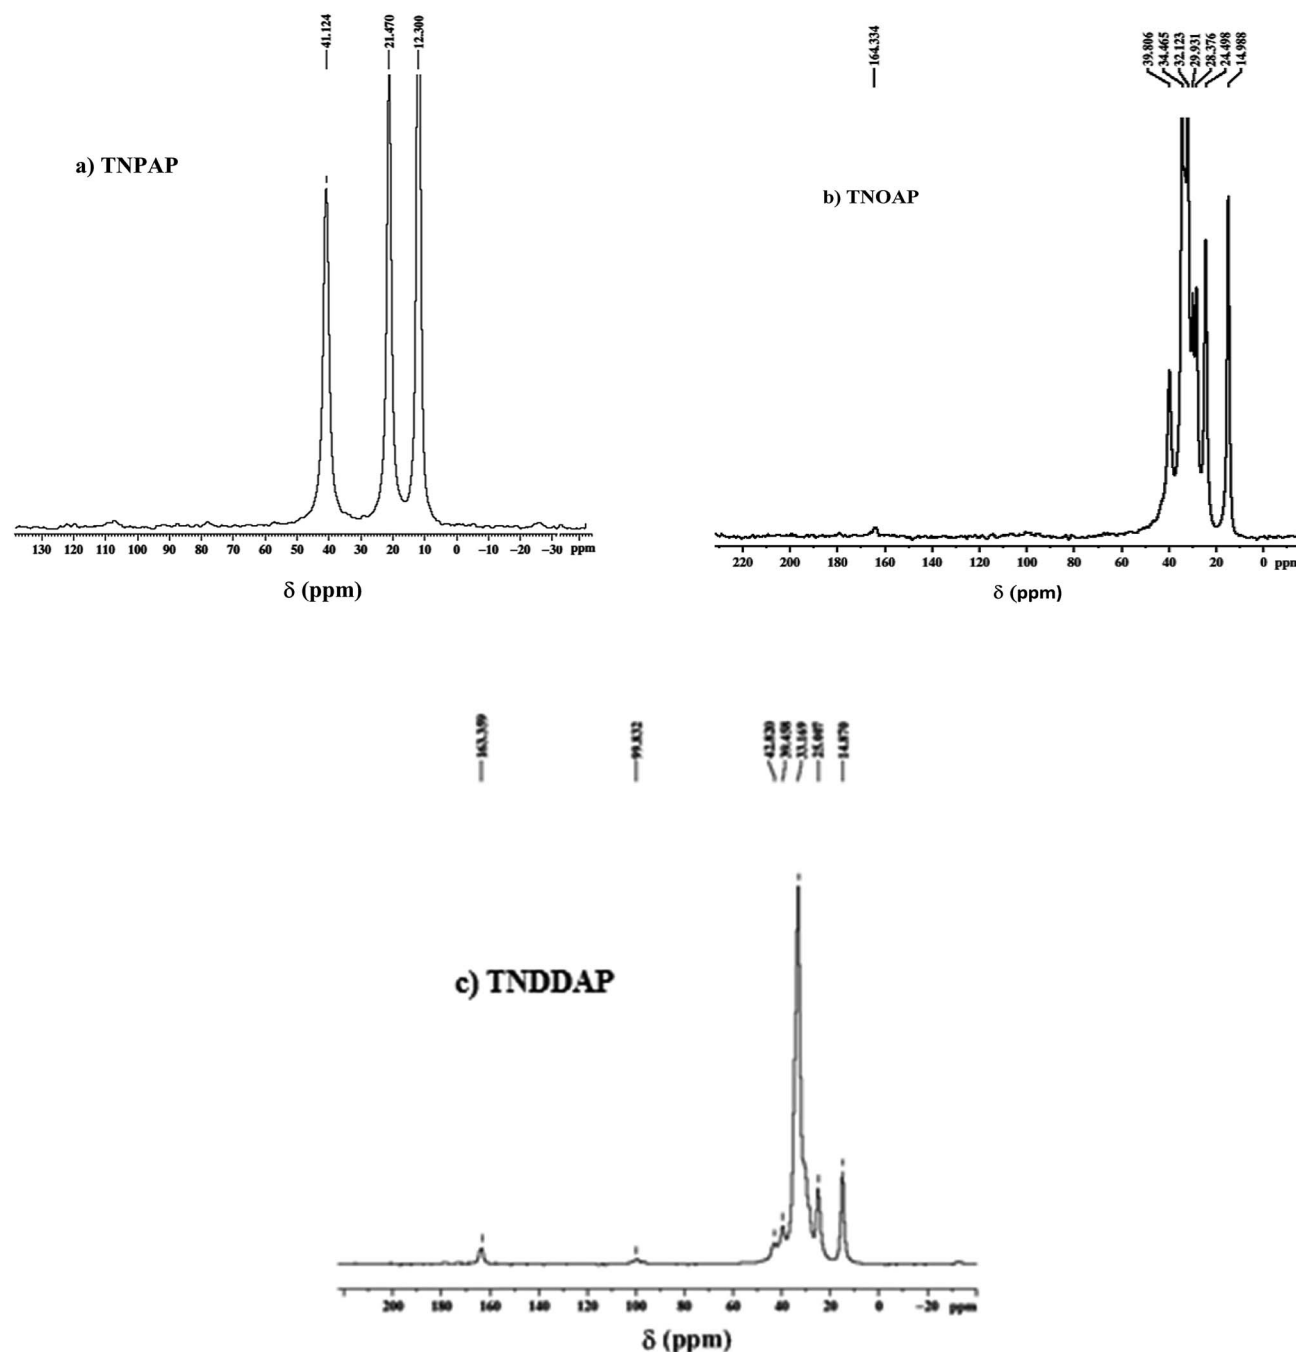 41.124
21.470
12.300
a) TNPAP
130 120 110 100 90 80 70 60 50 40 30 20 10 0 -10 -20 -30 ppm
δ (ppm)
39.806
34.465
32.123
29.931
28.376
24.498
14.988
164.334
b) TNOAP
220 200 180 160 140 120 100 80 60 40 20 0 ppm
δ (ppm)
163.359
99.832
42.820
39.458
33.169
25.007
14.870
c) TNDDAP
200 180 160 140 120 100 80 60 40 20 0 -20 ppm
δ (ppm)